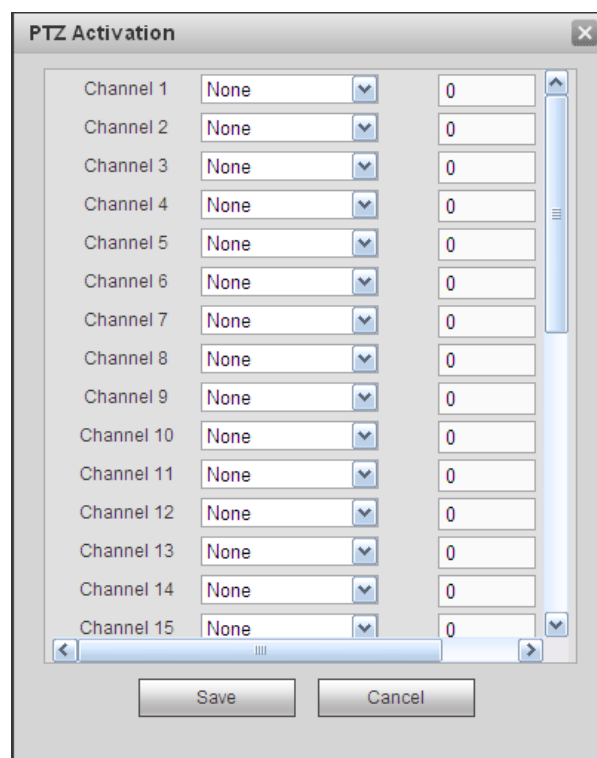 PTZ Activation
Channel 1 None 0
Channel 2 None 0
Channel 3 None 0
Channel 4 None 0
Channel 5 None 0
Channel 6 None 0
Channel 7 None 0
Channel 8 None 0
Channel 9 None 0
Channel 10 None 0
Channel 11 None 0
Channel 12 None 0
Channel 13 None 0
Channel 14 None 0
Channel 15 None 0
Save Cancel